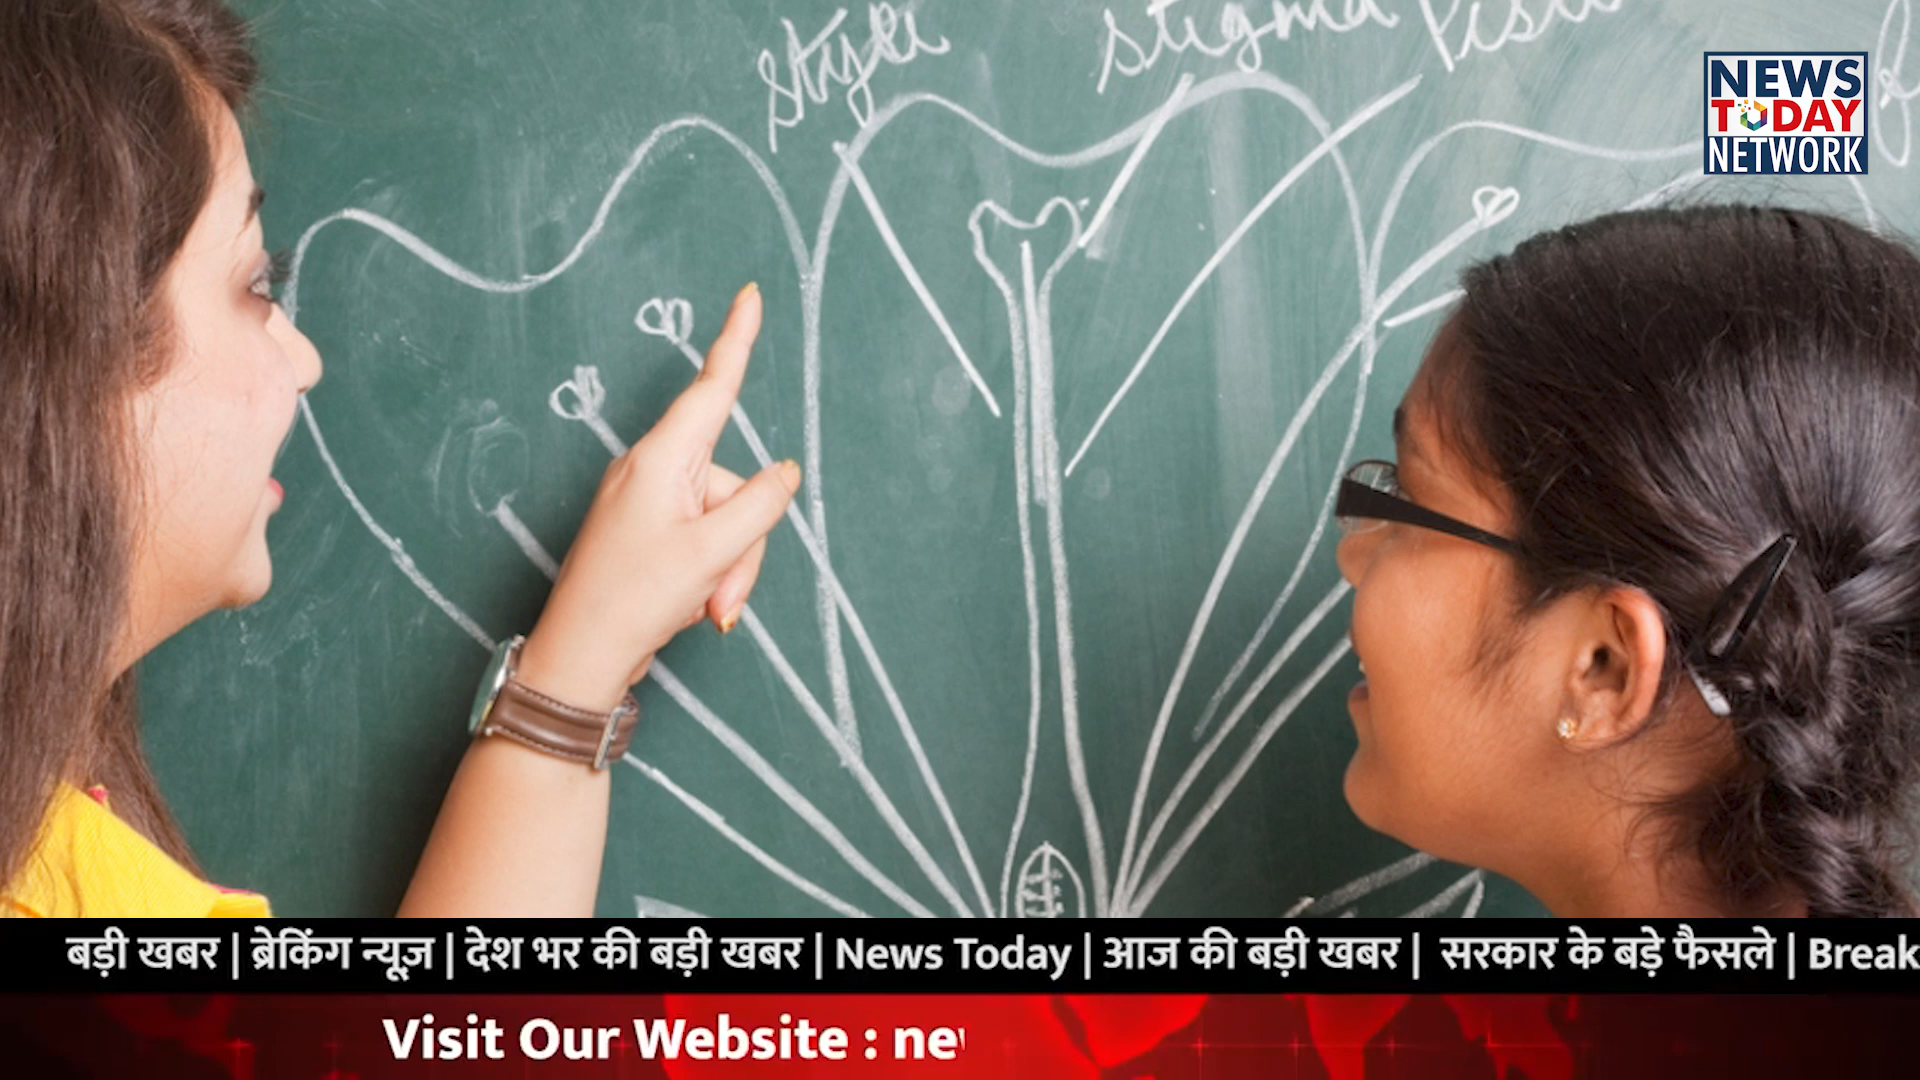 style stigma
NEWS
TODAY
NETWORK
बड़ी खबर | ब्रेकिंग न्यूज़ | देश भर की बड़ी खबर | News Today | आज की बड़ी खबर | सरकार के बड़े फैसले | Break
Visit Our Website : ne